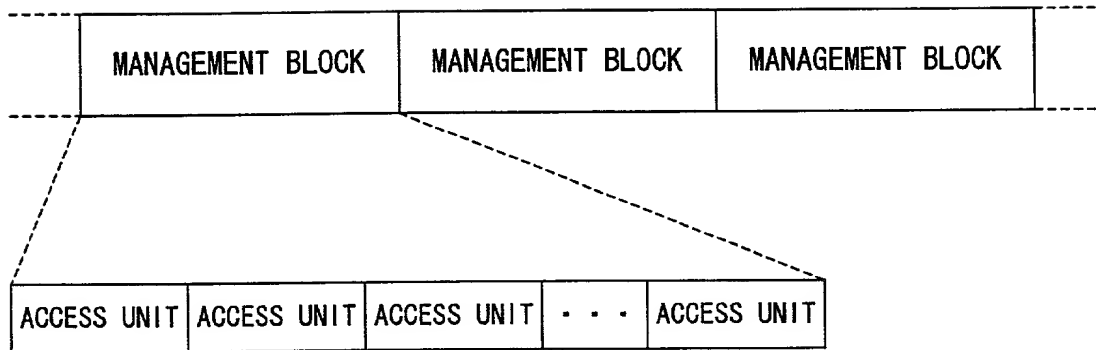 MANAGEMENT BLOCK MANAGEMENT BLOCK MANAGEMENT BLOCK
ACCESS UNIT ACCESS UNIT ACCESS UNIT · · · ACCESS UNIT